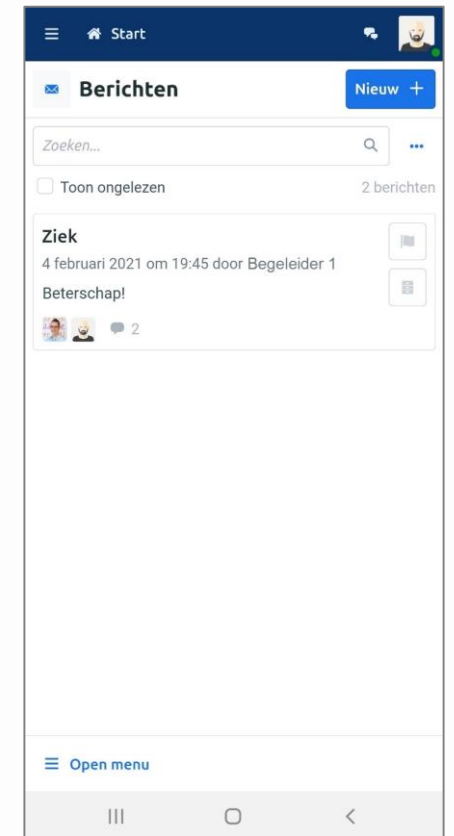 Start
Berichten
Nieuw +
Zoeken...
Toon ongelezen
2 berichten
Ziek
4 februari 2021 om 19:45 door Begeleider 1
Beterschap!
2
Open menu